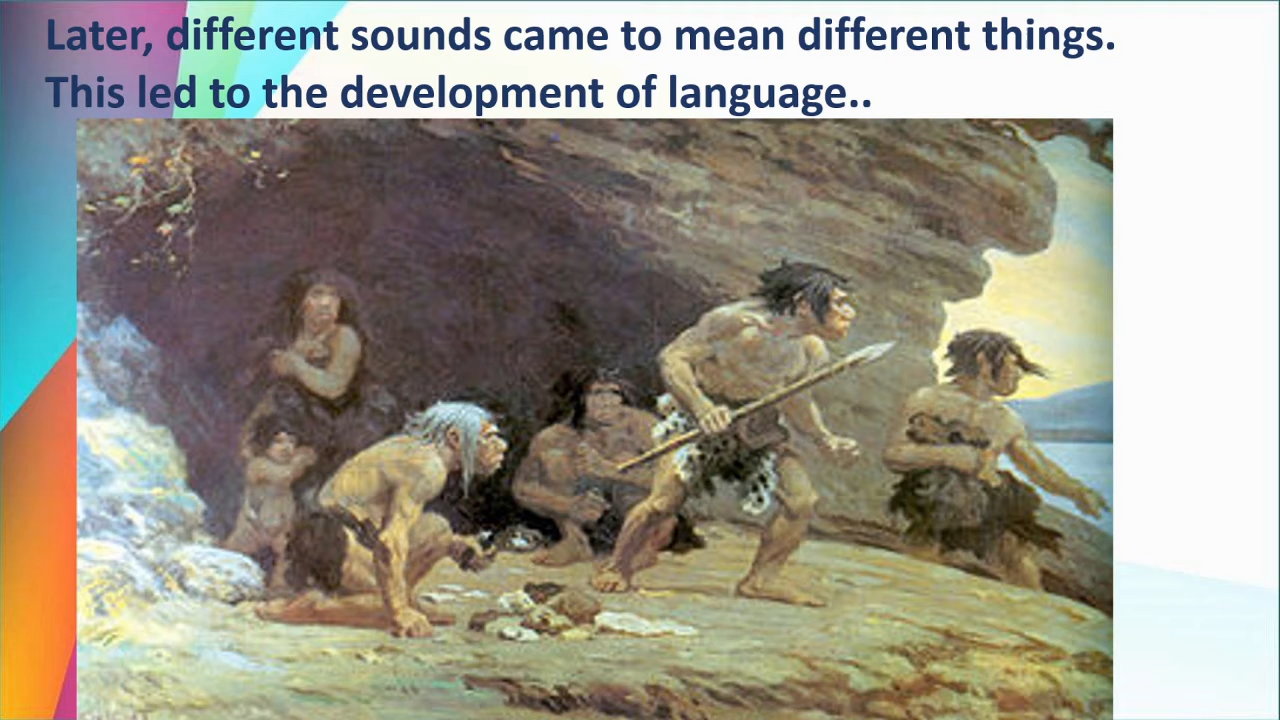 Later, different sounds came to mean different things.
This led to the development of language..